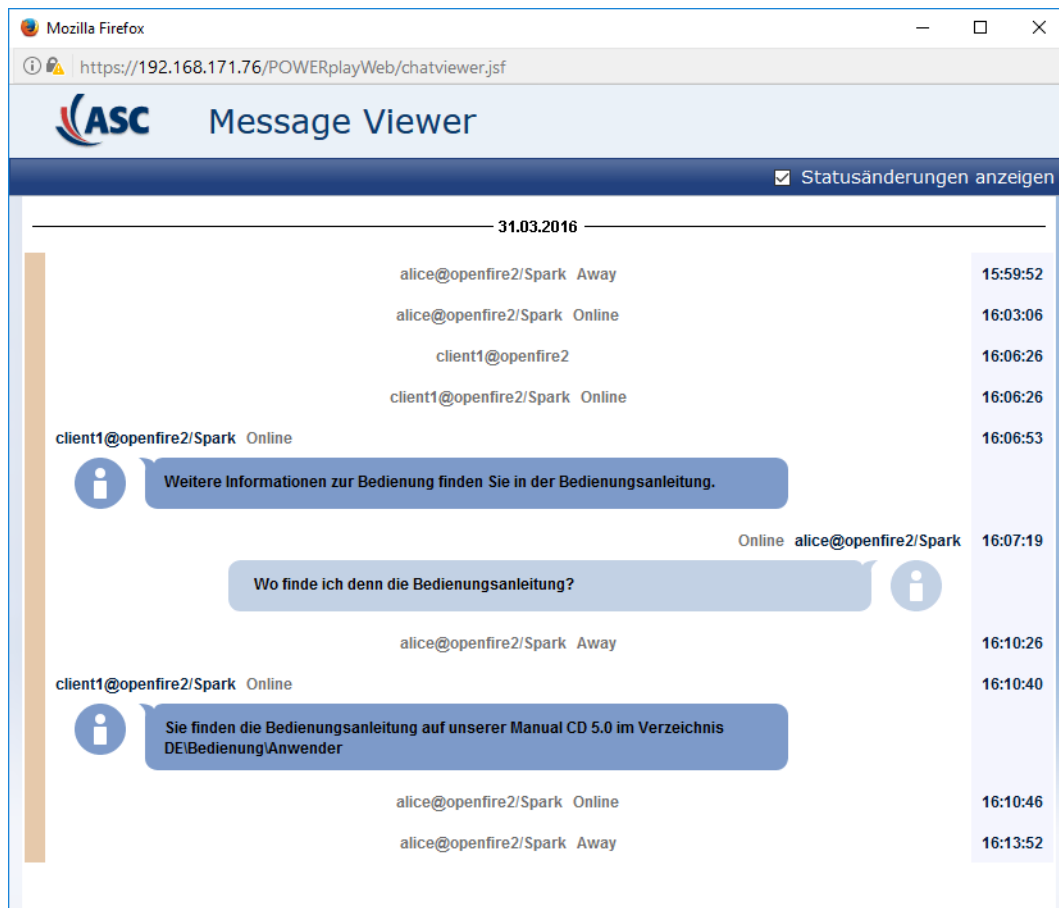 Mozilla Firefox
https://192.168.171.76/POWERplayWeb/chatviewer.jsf
ASC Message Viewer
Statusänderungen anzeigen
31.03.2016
alice@openfire2/Spark Away 15:59:52
alice@openfire2/Spark Online 16:03:06
client1@openfire2 16:06:26
client1@openfire2/Spark Online 16:06:26
client1@openfire2/Spark Online 16:06:53
Weitere Informationen zur Bedienung finden Sie in der Bedienungsanleitung.
Online alice@openfire2/Spark 16:07:19
Wo finde ich denn die Bedienungsanleitung?
alice@openfire2/Spark Away 16:10:26
client1@openfire2/Spark Online 16:10:40
Sie finden die Bedienungsanleitung auf unserer Manual CD 5.0 im Verzeichnis
DE\Bedienung\Anwender
alice@openfire2/Spark Online 16:10:46
alice@openfire2/Spark Away 16:13:52